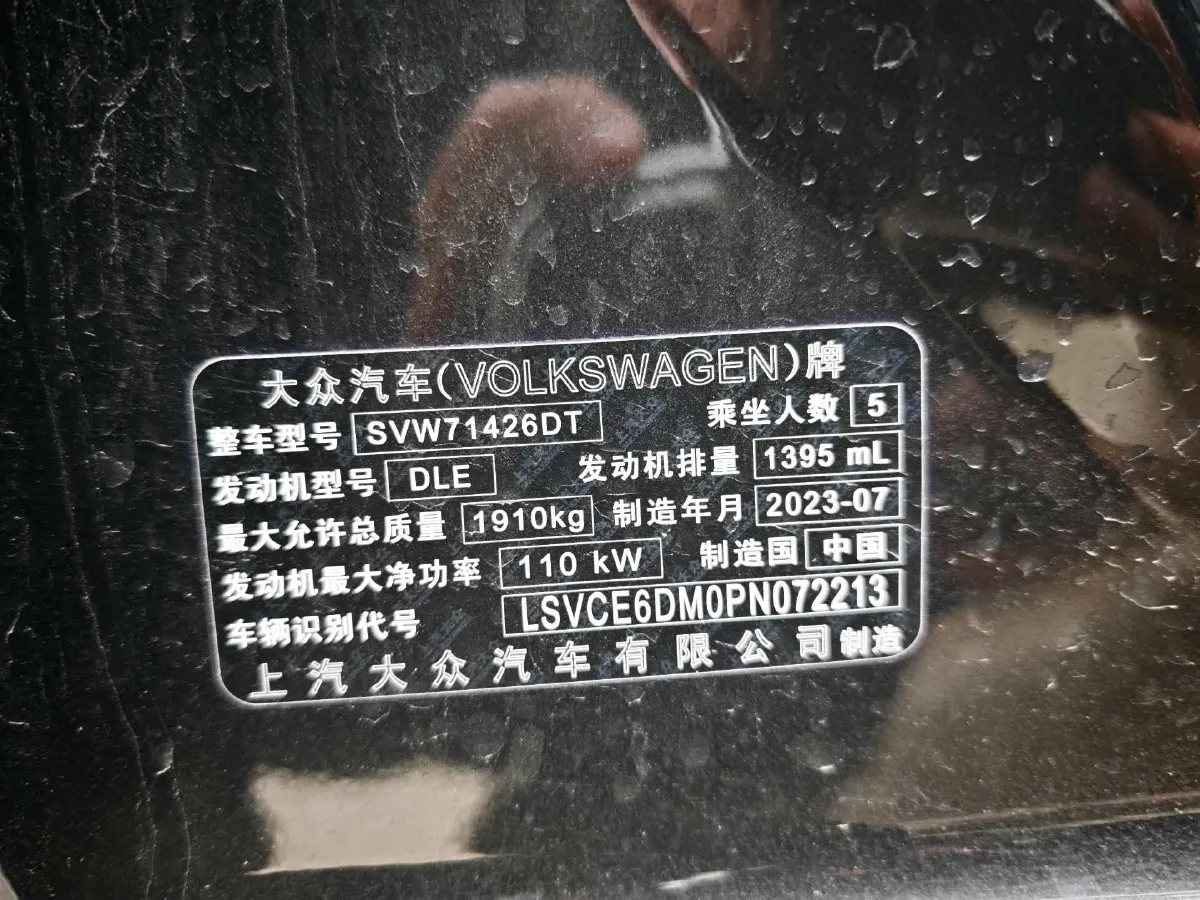 大众汽车(VOLKSWAGEN)牌
整车型号 SVW71426DT 乘坐人数 5
发动机型号 DLE 发动机排量 1395 mL
最大允许总质量 1910kg 制造年月 2023-07
发动机最大净功率 110 kW 制造国 中国
车辆识别代号 LSVCE6DM0PN072213
上汽大众汽车有限公司制造